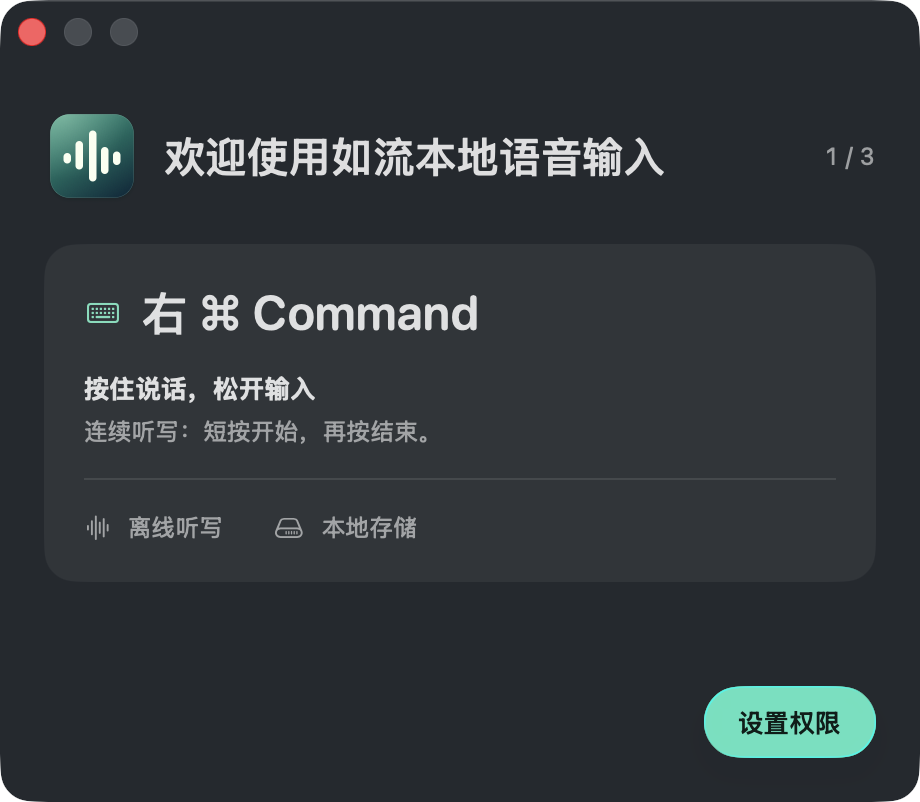 欢迎使用如流本地语音输入
1 / 3
右 ⌘ Command
按住说话，松开输入
连续听写：短按开始，再按结束。
离线听写 本地存储
设置权限